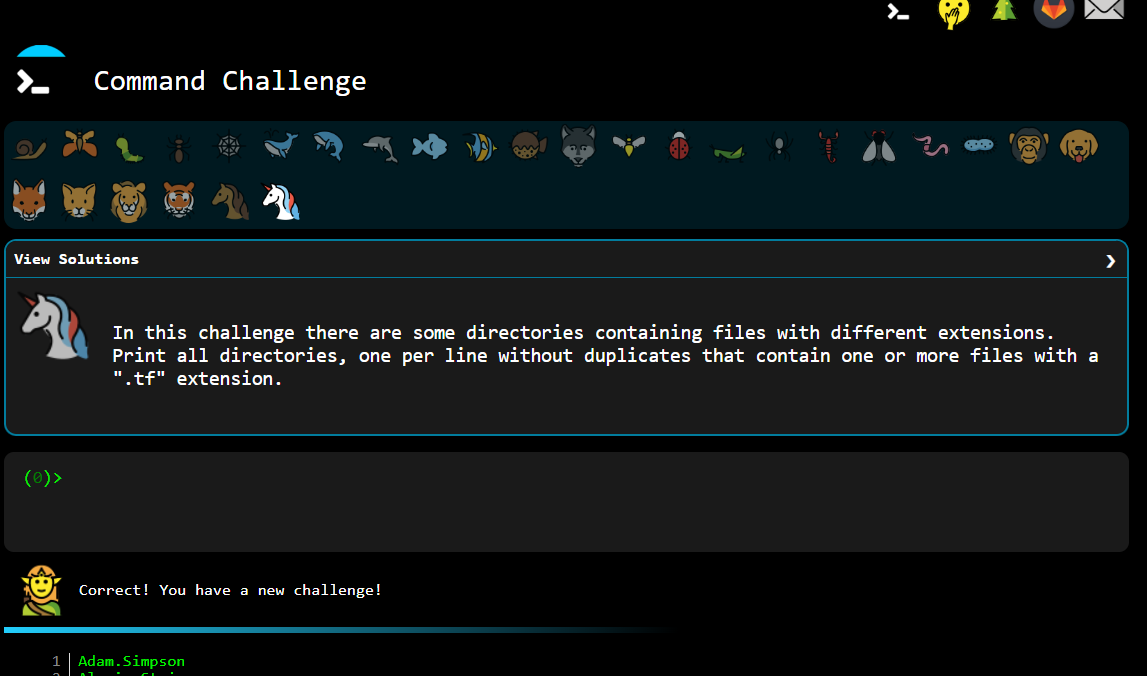 Command Challenge
View Solutions
In this challenge there are some directories containing files with different extensions.
Print all directories, one per line without duplicates that contain one or more files with a
".tf" extension.
(0)>
Correct! You have a new challenge!
1 Adam.Simpson